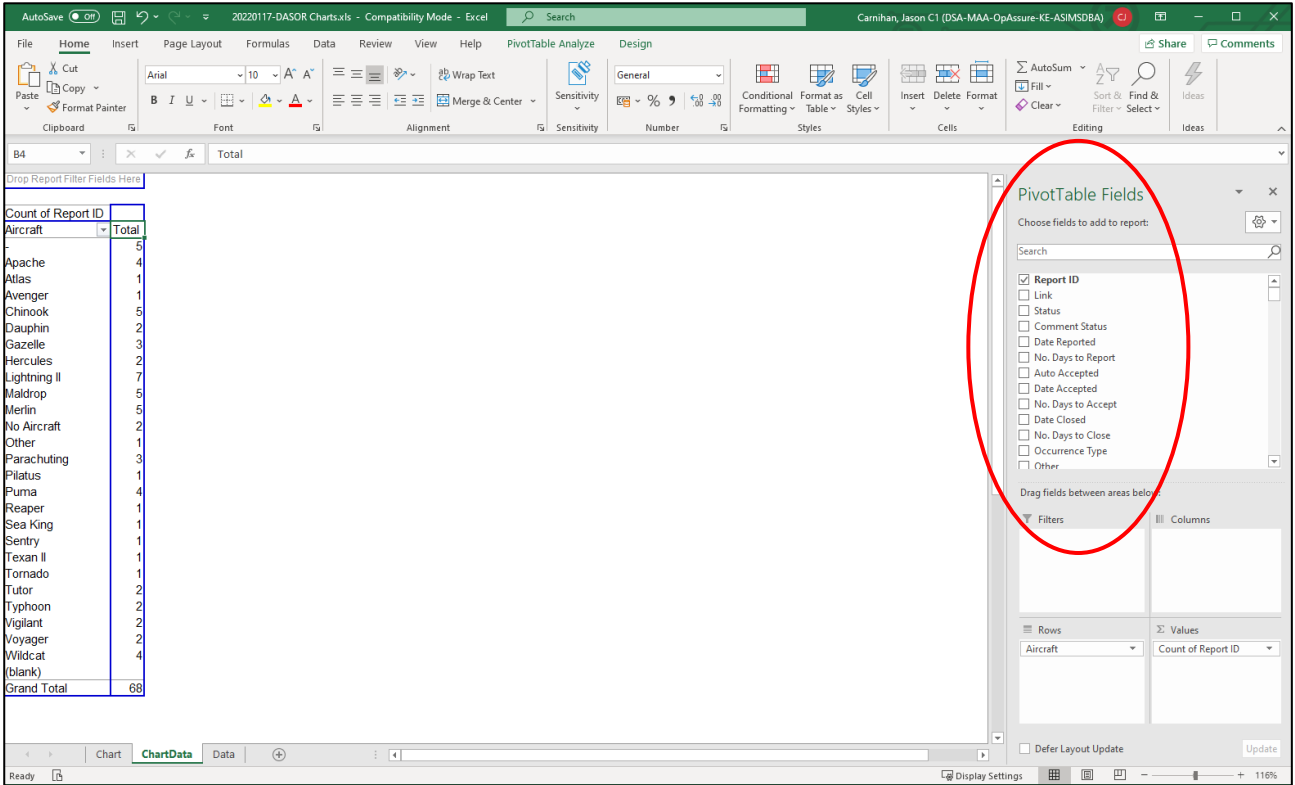 AutoSave Off 20220117-DASOR Charts.xls - Compatibility Mode - Excel Search Carnihan, Jason C1 (DSA-MAA-OpAssure-KE-ASIMSDBA) CJ
File Home Insert Page Layout Formulas Data Review View Help PivotTable Analyze Design Share Comments
Paste
Cut
Copy
Format Painter
Clipboard
Arial 10
B I U
Font
Wrap Text
Merge & Center
Alignment
Sensitivity
Sensitivity
General
Number
Conditional Formatting
Format as Table
Cell Styles
Styles
Insert Delete Format
Cells
AutoSum
Fill
Clear
Sort & Filter
Find & Select
Editing
Ideas
Ideas
B4 fx Total
Drop Report Filter Fields Here
Count of Report ID
Aircraft Total
- 5
Apache 4
Atlas 1
Avenger 1
Chinook 5
Dauphin 2
Gazelle 3
Hercules 2
Lightning II 7
Maldrop 5
Merlin 5
No Aircraft 2
Other 1
Parachuting 3
Pilatus 1
Puma 4
Reaper 1
Sea King 1
Sentry 1
Texan II 1
Tornado 1
Tutor 2
Typhoon 2
Vigilant 2
Voyager 2
Wildcat 4
(blank)
Grand Total 68
PivotTable Fields
Choose fields to add to report:
Search
Report ID
Link
Status
Comment Status
Date Reported
No. Days to Report
Auto Accepted
Date Accepted
No. Days to Accept
Date Closed
No. Days to Close
Occurrence Type
Other
Drag fields between areas below:
Filters Columns
Rows Σ Values
Aircraft Count of Report ID
Defer Layout Update Update
Chart ChartData Data
Ready Display Settings 116%